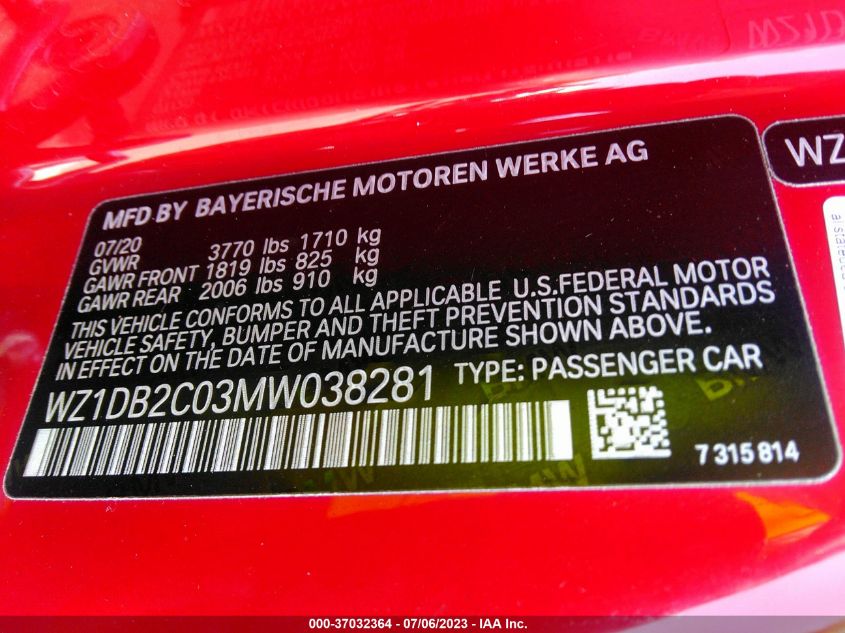 MFD BY BAYERISCHE MOTOREN WERKE AG
07/20
GVWR 3770 lbs 1710 kg
GAWR FRONT 1819 lbs 825 kg
GAWR REAR 2006 lbs 910 kg
THIS VEHICLE CONFORMS TO ALL APPLICABLE U.S.FEDERAL MOTOR
VEHICLE SAFETY, BUMPER AND THEFT PREVENTION STANDARDS
IN EFFECT ON THE DATE OF MANUFACTURE SHOWN ABOVE.
WZ1DB2C03MW038281 TYPE: PASSENGER CAR
7 315 814
WZ
000-37032364 - 07/06/2023 - IAA Inc.